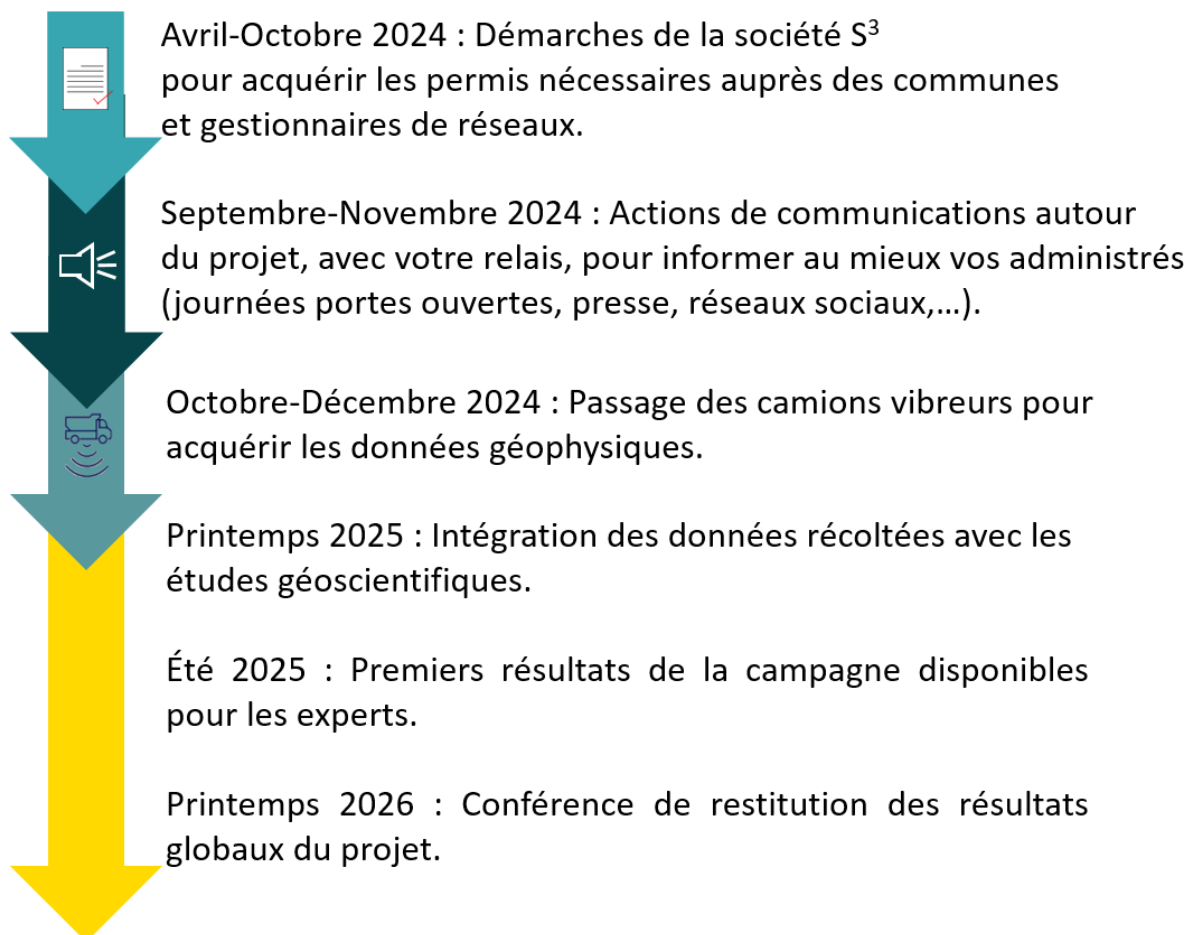 Avril-Octobre 2024 : Démarches de la société S³
pour acquérir les permis nécessaires auprès des communes
et gestionnaires de réseaux.
Septembre-Novembre 2024 : Actions de communications autour
du projet, avec votre relais, pour informer au mieux vos administrés
(journées portes ouvertes, presse, réseaux sociaux,...).
Octobre-Décembre 2024 : Passage des camions vibreurs pour
acquérir les données géophysiques.
Printemps 2025 : Intégration des données récoltées avec les
études géoscientifiques.
Été 2025 : Premiers résultats de la campagne disponibles
pour les experts.
Printemps 2026 : Conférence de restitution des résultats
globaux du projet.